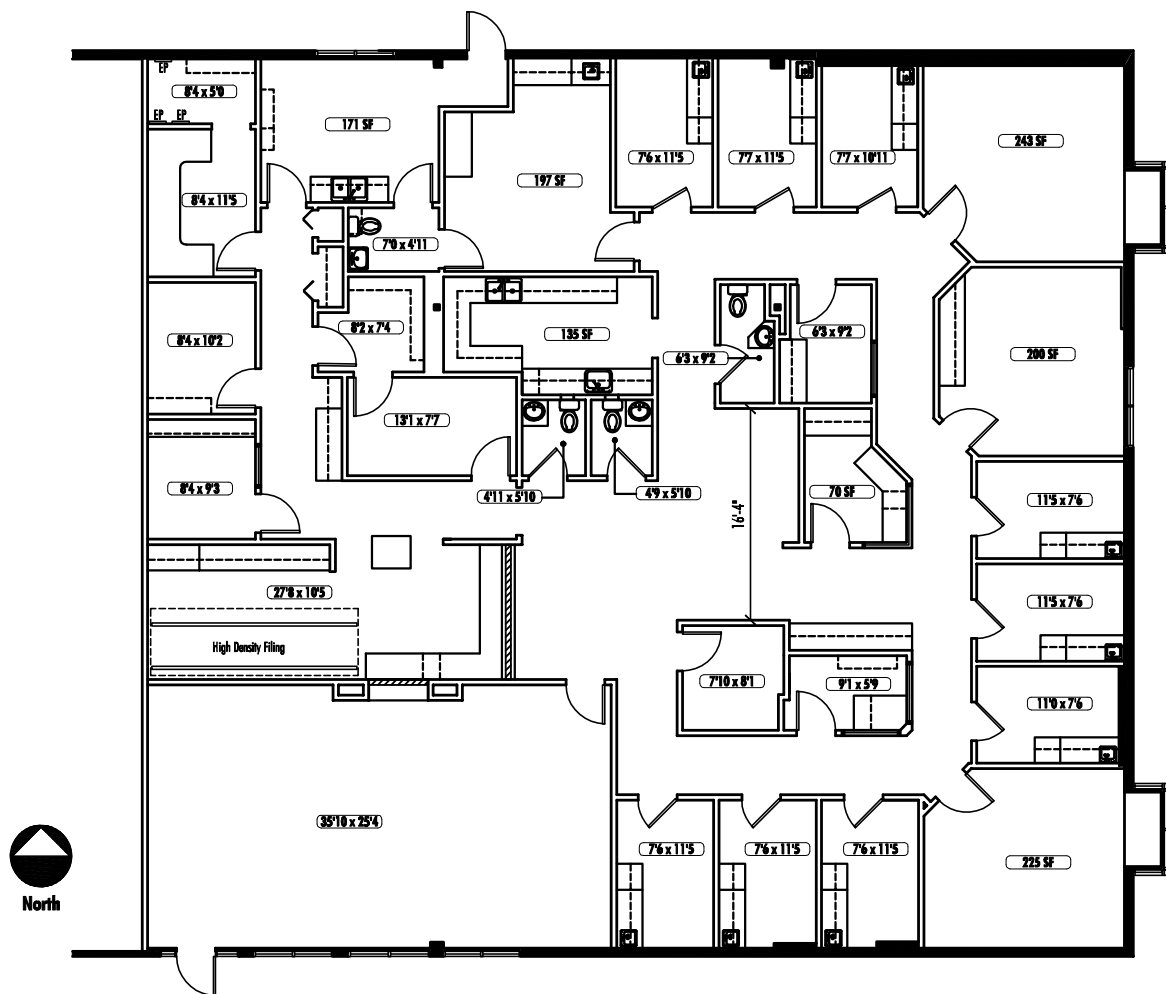 EP
8'4 x 5'0
EP EP
171 SF
243 SF
7'6 x 11'5
7'7 x 11'5
7'7 x 10'11
197 SF
8'4 x 11'5
7'0 x 4'11
8'2 x 7'4
135 SF
6'3 x 9'2
8'4 x 10'2
6'3 x 9'2
200 SF
13'1 x 7'7
8'4 x 9'3
4'11 x 5'10
4'9 x 5'10
70 SF
11'5 x 7'6
16'-4"
27'8 x 10'5
11'5 x 7'6
High Density Filing
7'10 x 8'1
9'1 x 5'9
11'0 x 7'6
35'10 x 25'4
7'6 x 11'5
7'6 x 11'5
7'6 x 11'5
225 SF
North